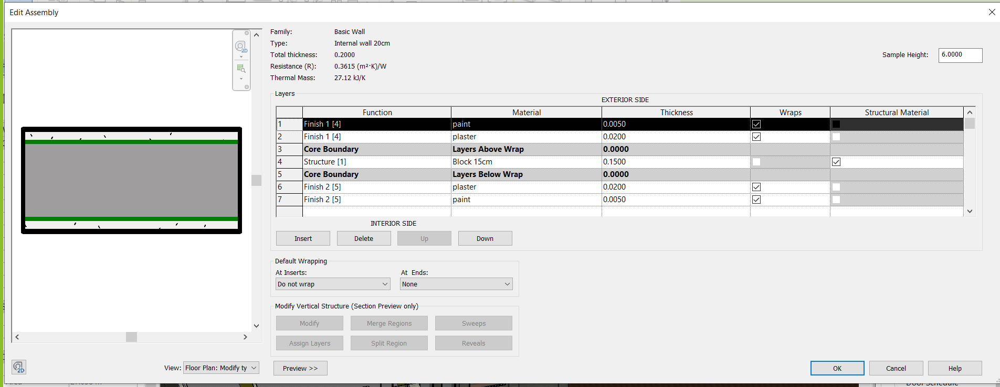 Edit Assembly
Family: Basic Wall
Type: Internal wall 20cm
Total thickness: 0.2000
Sample Height: 6.0000
Resistance (R): 0.3615 (m²·K)/W
Thermal Mass: 27.12 kJ/K
Layers
EXTERIOR SIDE
Function Material Thickness Wraps Structural Material
1 Finish 1 [4] paint 0.0050
2 Finish 1 [4] plaster 0.0200
3 Core Boundary Layers Above Wrap 0.0000
4 Structure [1] Block 15cm 0.1500
5 Core Boundary Layers Below Wrap 0.0000
6 Finish 2 [5] plaster 0.0200
7 Finish 2 [5] paint 0.0050
INTERIOR SIDE
Insert Delete Up Down
Default Wrapping
At Inserts: At Ends:
Do not wrap None
Modify Vertical Structure (Section Preview only)
Modify Merge Regions Sweeps
Assign Layers Split Region Reveals
2D
2D
View: Floor Plan: Modify ty
Preview >>
OK Cancel Help